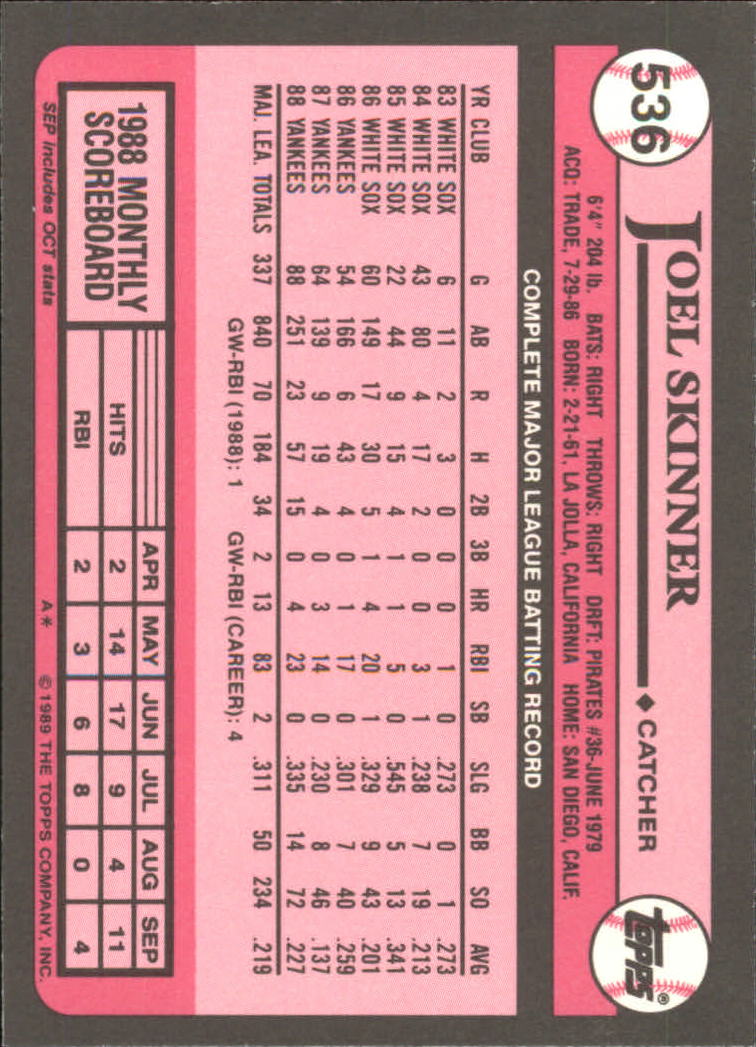 536
JOEL SKINNER
◆ CATCHER
TOPPS®
6'4" 204 lb. BATS: RIGHT THROWS: RIGHT DRFT: PIRATES #36-JUNE 1979
ACQ: TRADE, 7-29-86 BORN: 2-21-61, LA JOLLA, CALIFORNIA HOME: SAN DIEGO, CALIF.
COMPLETE MAJOR LEAGUE BATTING RECORD
YR CLUB G AB R H 2B 3B HR RBI SB SLG BB SO AVG
83 WHITE SOX 6 11 2 3 0 0 0 1 0 .273 0 1 .273
84 WHITE SOX 43 80 4 17 2 0 0 3 1 .238 7 19 .213
85 WHITE SOX 22 44 9 15 4 1 1 5 0 .545 5 13 .341
86 WHITE SOX 60 149 17 30 5 1 4 20 1 .329 9 43 .201
86 YANKEES 54 166 6 43 4 0 1 17 0 .301 7 40 .259
87 YANKEES 64 139 9 19 4 0 3 14 0 .230 8 46 .137
88 YANKEES 88 251 23 57 15 0 4 23 0 .335 14 72 .227
MAJ. LEA. TOTALS 337 840 70 184 34 2 13 83 2 .311 50 234 .219
GW-RBI (1988): 1 GW-RBI (CAREER): 4
1988 MONTHLY
SCOREBOARD
APR MAY JUN JUL AUG SEP
HITS 2 14 17 9 4 11
RBI 2 3 6 8 0 4
SEP includes OCT stats
A* © 1989 THE TOPPS COMPANY, INC.